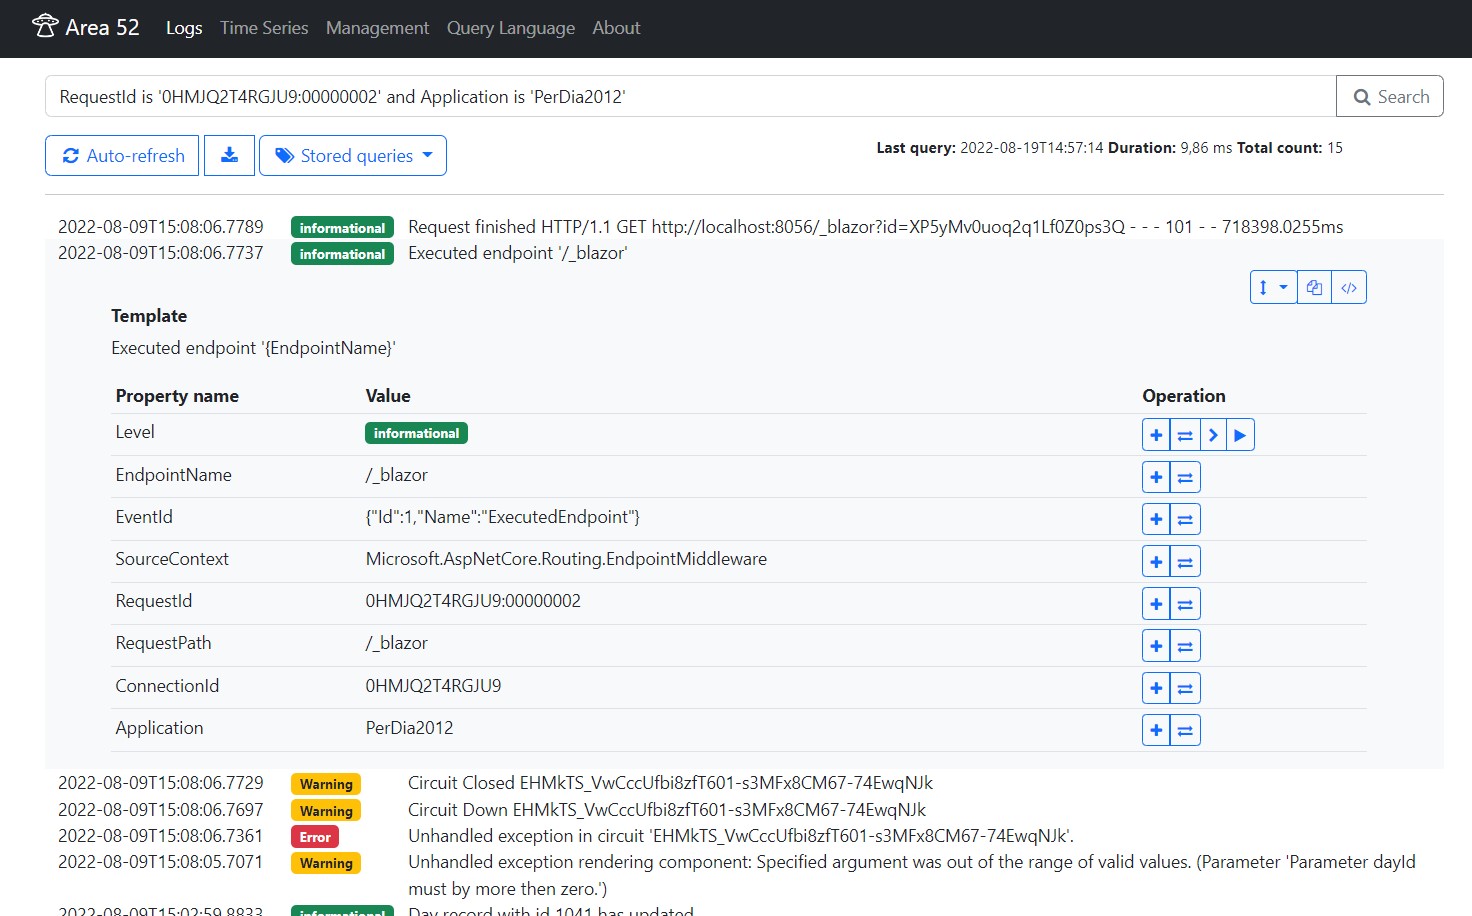 Area 52 Logs Time Series Management Query Language About
RequestId is '0HMJQ2T4RGJU9:00000002' and Application is 'PerDia2012' Search
Auto-refresh Stored queries Last query: 2022-08-19T14:57:14 Duration: 9,86 ms Total count: 15
2022-08-09T15:08:06.7789 informational Request finished HTTP/1.1 GET http://localhost:8056/_blazor?id=XP5yMv0uoq2q1Lf0Z0ps3Q - - - 101 - - 718398.0255ms
2022-08-09T15:08:06.7737 informational Executed endpoint '/_blazor'
Template
Executed endpoint '{EndpointName}'
Property name Value Operation
Level informational
EndpointName /_blazor
EventId {"Id":1,"Name":"ExecutedEndpoint"}
SourceContext Microsoft.AspNetCore.Routing.EndpointMiddleware
RequestId 0HMJQ2T4RGJU9:00000002
RequestPath /_blazor
ConnectionId 0HMJQ2T4RGJU9
Application PerDia2012
2022-08-09T15:08:06.7729 Warning Circuit Closed EHMkTS_VwCccUfbi8zfT601-s3MFx8CM67-74EwqNJk
2022-08-09T15:08:06.7697 Warning Circuit Down EHMkTS_VwCccUfbi8zfT601-s3MFx8CM67-74EwqNJk
2022-08-09T15:08:06.7361 Error Unhandled exception in circuit 'EHMkTS_VwCccUfbi8zfT601-s3MFx8CM67-74EwqNJk'.
2022-08-09T15:08:05.7071 Warning Unhandled exception rendering component: Specified argument was out of the range of valid values. (Parameter 'Parameter dayId
must by more then zero.')
2022-08-09T15:02:59.8833 informational Day record with id 1041 has updated.